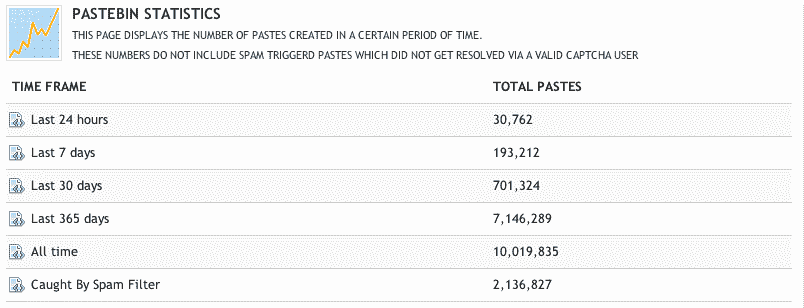 PASTEBIN STATISTICS
THIS PAGE DISPLAYS THE NUMBER OF PASTES CREATED IN A CERTAIN PERIOD OF TIME.
THESE NUMBERS DO NOT INCLUDE SPAM TRIGGERD PASTES WHICH DID NOT GET RESOLVED VIA A VALID CAPTCHA USER
TIME FRAME TOTAL PASTES
Last 24 hours 30,762
Last 7 days 193,212
Last 30 days 701,324
Last 365 days 7,146,289
All time 10,019,835
Caught By Spam Filter 2,136,827